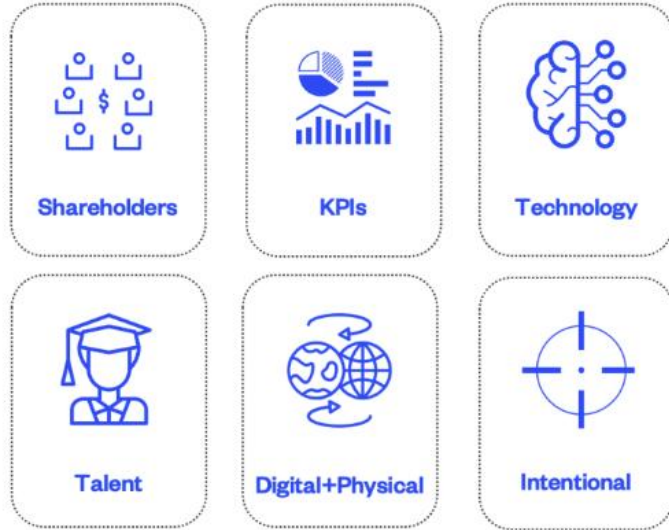 $
Shareholders
KPIs
Technology
Talent
Digital+Physical
Intentional